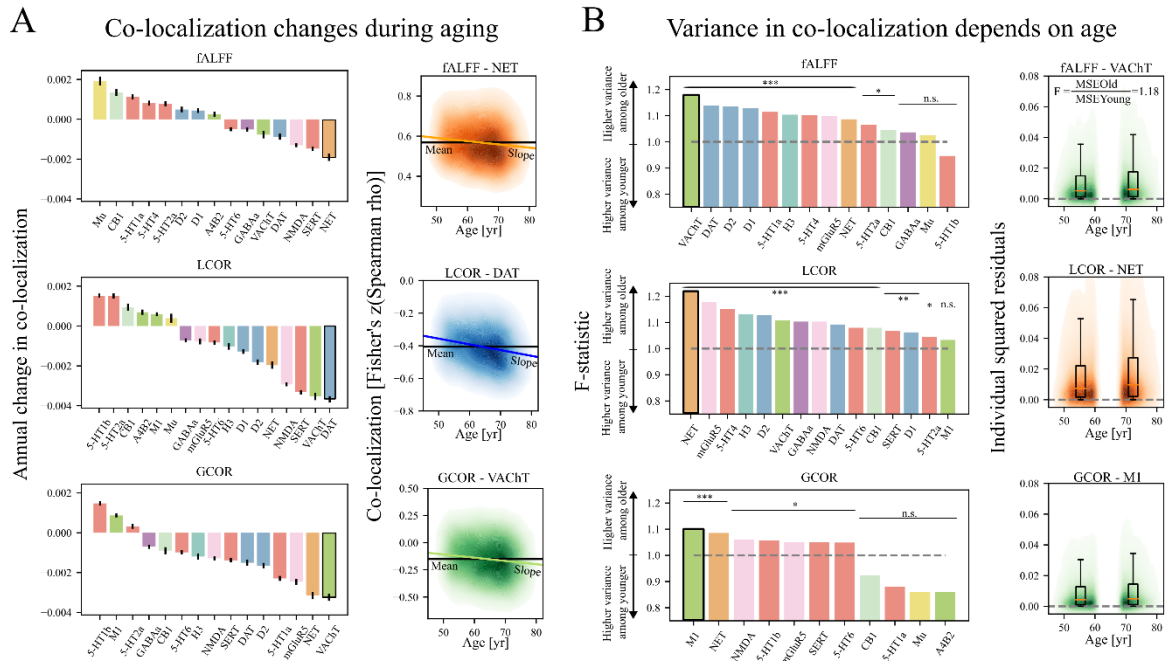 A
Co-localization changes during aging
Annual change in co-localization
fALFF
0.002
0.000
−0.002
−0.004
Mu
CB1
5-HT1a
5-HT4
5-HT2a
D2
D1
A4B2
5-HT6
GABAa
VAChT
DAT
NMDA
SERT
NET
LCOR
0.002
0.000
−0.002
−0.004
5-HT1b
5-HT2a
CB1
A4B2
M1
Mu
GABAa
mGluR5
5-HT6
H3
D1
D2
NET
NMDA
SERT
VAChT
DAT
GCOR
0.002
0.000
−0.002
−0.004
5-HT1b
M1
5-HT2a
GABAa
CB1
5-HT6
H3
NMDA
SERT
DAT
D2
5-HT1a
mGluR5
NET
VAChT
Co-localization [Fisher's z(Spearman rho)]
fALFF - NET
0.8
0.6
0.4
Mean
Slope
50 60 70 80
Age [yr]
LCOR - DAT
0.0
−0.2
−0.4
−0.6
−0.8
Mean
Slope
50 60 70 80
Age [yr]
GCOR - VAChT
0.50
0.25
0.00
−0.25
−0.50
Mean
Slope
50 60 70 80
Age [yr]
B
Variance in co-localization depends on age
F-statistic
fALFF
Higher variance
among older
Higher variance
among younger
1.2
1.1
1.0
0.9
0.8
***
*
n.s.
VAChT
DAT
D2
D1
5-HT1a
H3
5-HT4
mGluR5
NET
5-HT2a
CB1
GABAa
Mu
5-HT1b
LCOR
Higher variance
among older
Higher variance
among younger
1.2
1.1
1.0
0.9
0.8
***
**
*
n.s.
NET
mGluR5
5-HT4
H3
D2
VAChT
GABAa
NMDA
DAT
5-HT6
CB1
SERT
D1
5-HT2a
M1
GCOR
Higher variance
among older
Higher variance
among younger
1.2
1.1
1.0
0.9
0.8
***
*
n.s.
M1
NET
NMDA
5-HT1b
mGluR5
SERT
5-HT6
CB1
5-HT1a
Mu
A4B2
Individual squared residuals
fALFF - VAChT
F = MSEOld
MSEYoung =1.18
0.08
0.06
0.04
0.02
0.00
50 60 70 80
Age [yr]
LCOR - NET
0.08
0.06
0.04
0.02
0.00
50 60 70 80
Age [yr]
GCOR - M1
0.08
0.06
0.04
0.02
0.00
50 60 70 80
Age [yr]